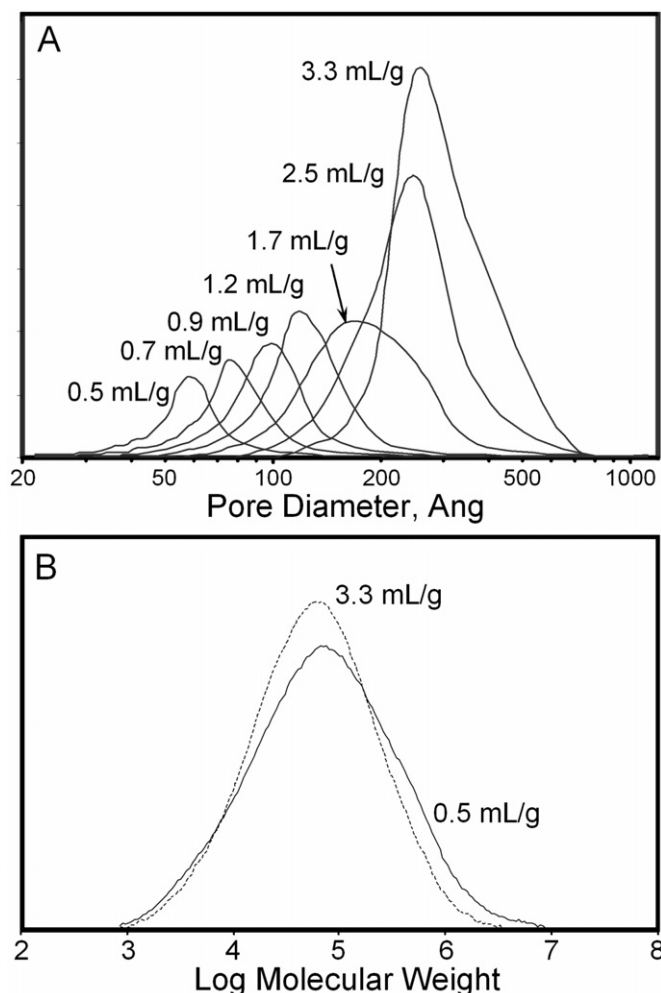 A
3.3 mL/g
2.5 mL/g
1.7 mL/g
1.2 mL/g
0.9 mL/g
0.7 mL/g
0.5 mL/g
20 50 100 200 500 1000
Pore Diameter, Ang
B
3.3 mL/g
0.5 mL/g
2 3 4 5 6 7 8
Log Molecular Weight